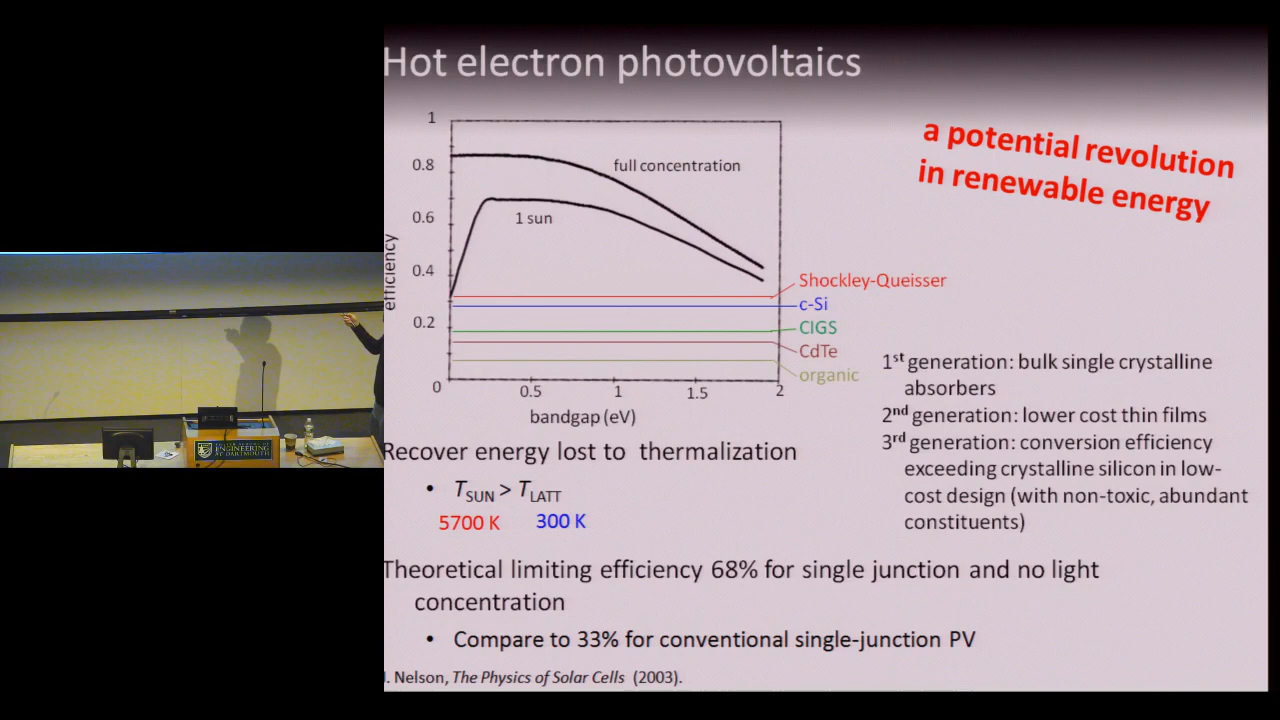 Hot electron photovoltaics
a potential revolution
in renewable energy
1
0.8
0.6
0.4
0.2
0
efficiency
full concentration
1 sun
0.5
1
1.5
2
bandgap (eV)
Shockley-Queisser
c-Si
CIGS
CdTe
organic
1st generation: bulk single crystalline
absorbers
2nd generation: lower cost thin films
3rd generation: conversion efficiency
exceeding crystalline silicon in low-
cost design (with non-toxic, abundant
constituents)
Recover energy lost to thermalization
• TSUN > TLATT
5700 K 300 K
Theoretical limiting efficiency 68% for single junction and no light
concentration
• Compare to 33% for conventional single-junction PV
. Nelson, The Physics of Solar Cells (2003).
ENGINEERING
AT DARTMOUTH